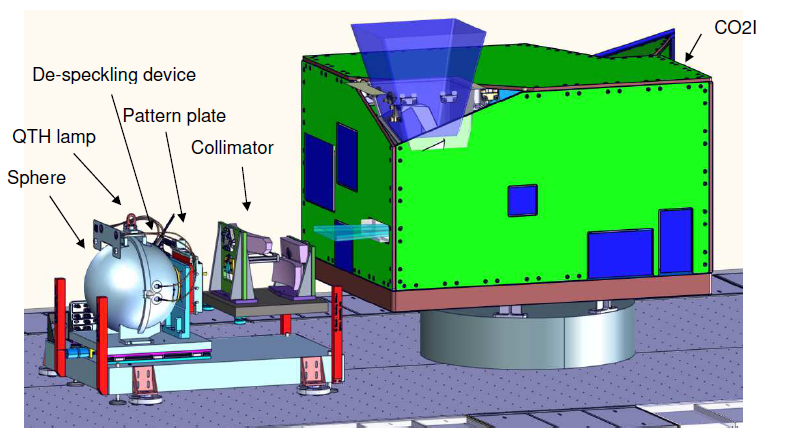 CO2I
De-speckling device
Pattern plate
QTH lamp
Collimator
Sphere